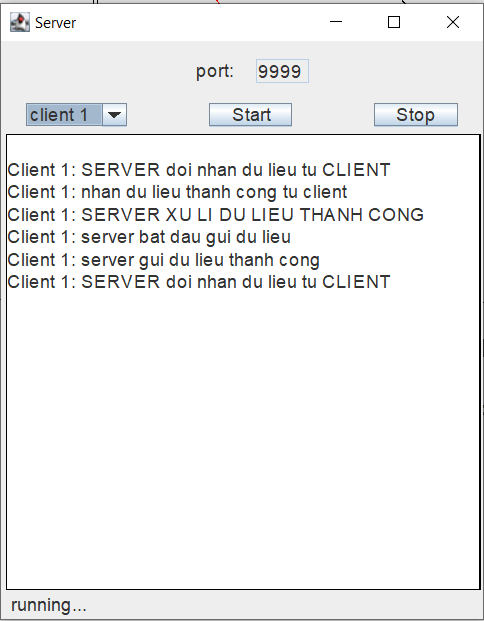 Server
port: 9999
client 1 Start Stop
Client 1: SERVER doi nhan du lieu tu CLIENT
Client 1: nhan du lieu thanh cong tu client
Client 1: SERVER XU LI DU LIEU THANH CONG
Client 1: server bat dau gui du lieu
Client 1: server gui du lieu thanh cong
Client 1: SERVER doi nhan du lieu tu CLIENT
running...